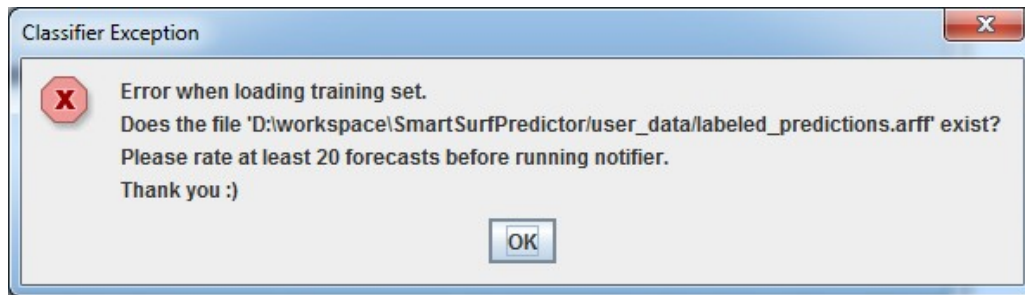 Classifier Exception
Error when loading training set.
Does the file 'D:\workspace\SmartSurfPredictor/user_data/labeled_predictions.arff' exist?
Please rate at least 20 forecasts before running notifier.
Thank you :)
OK